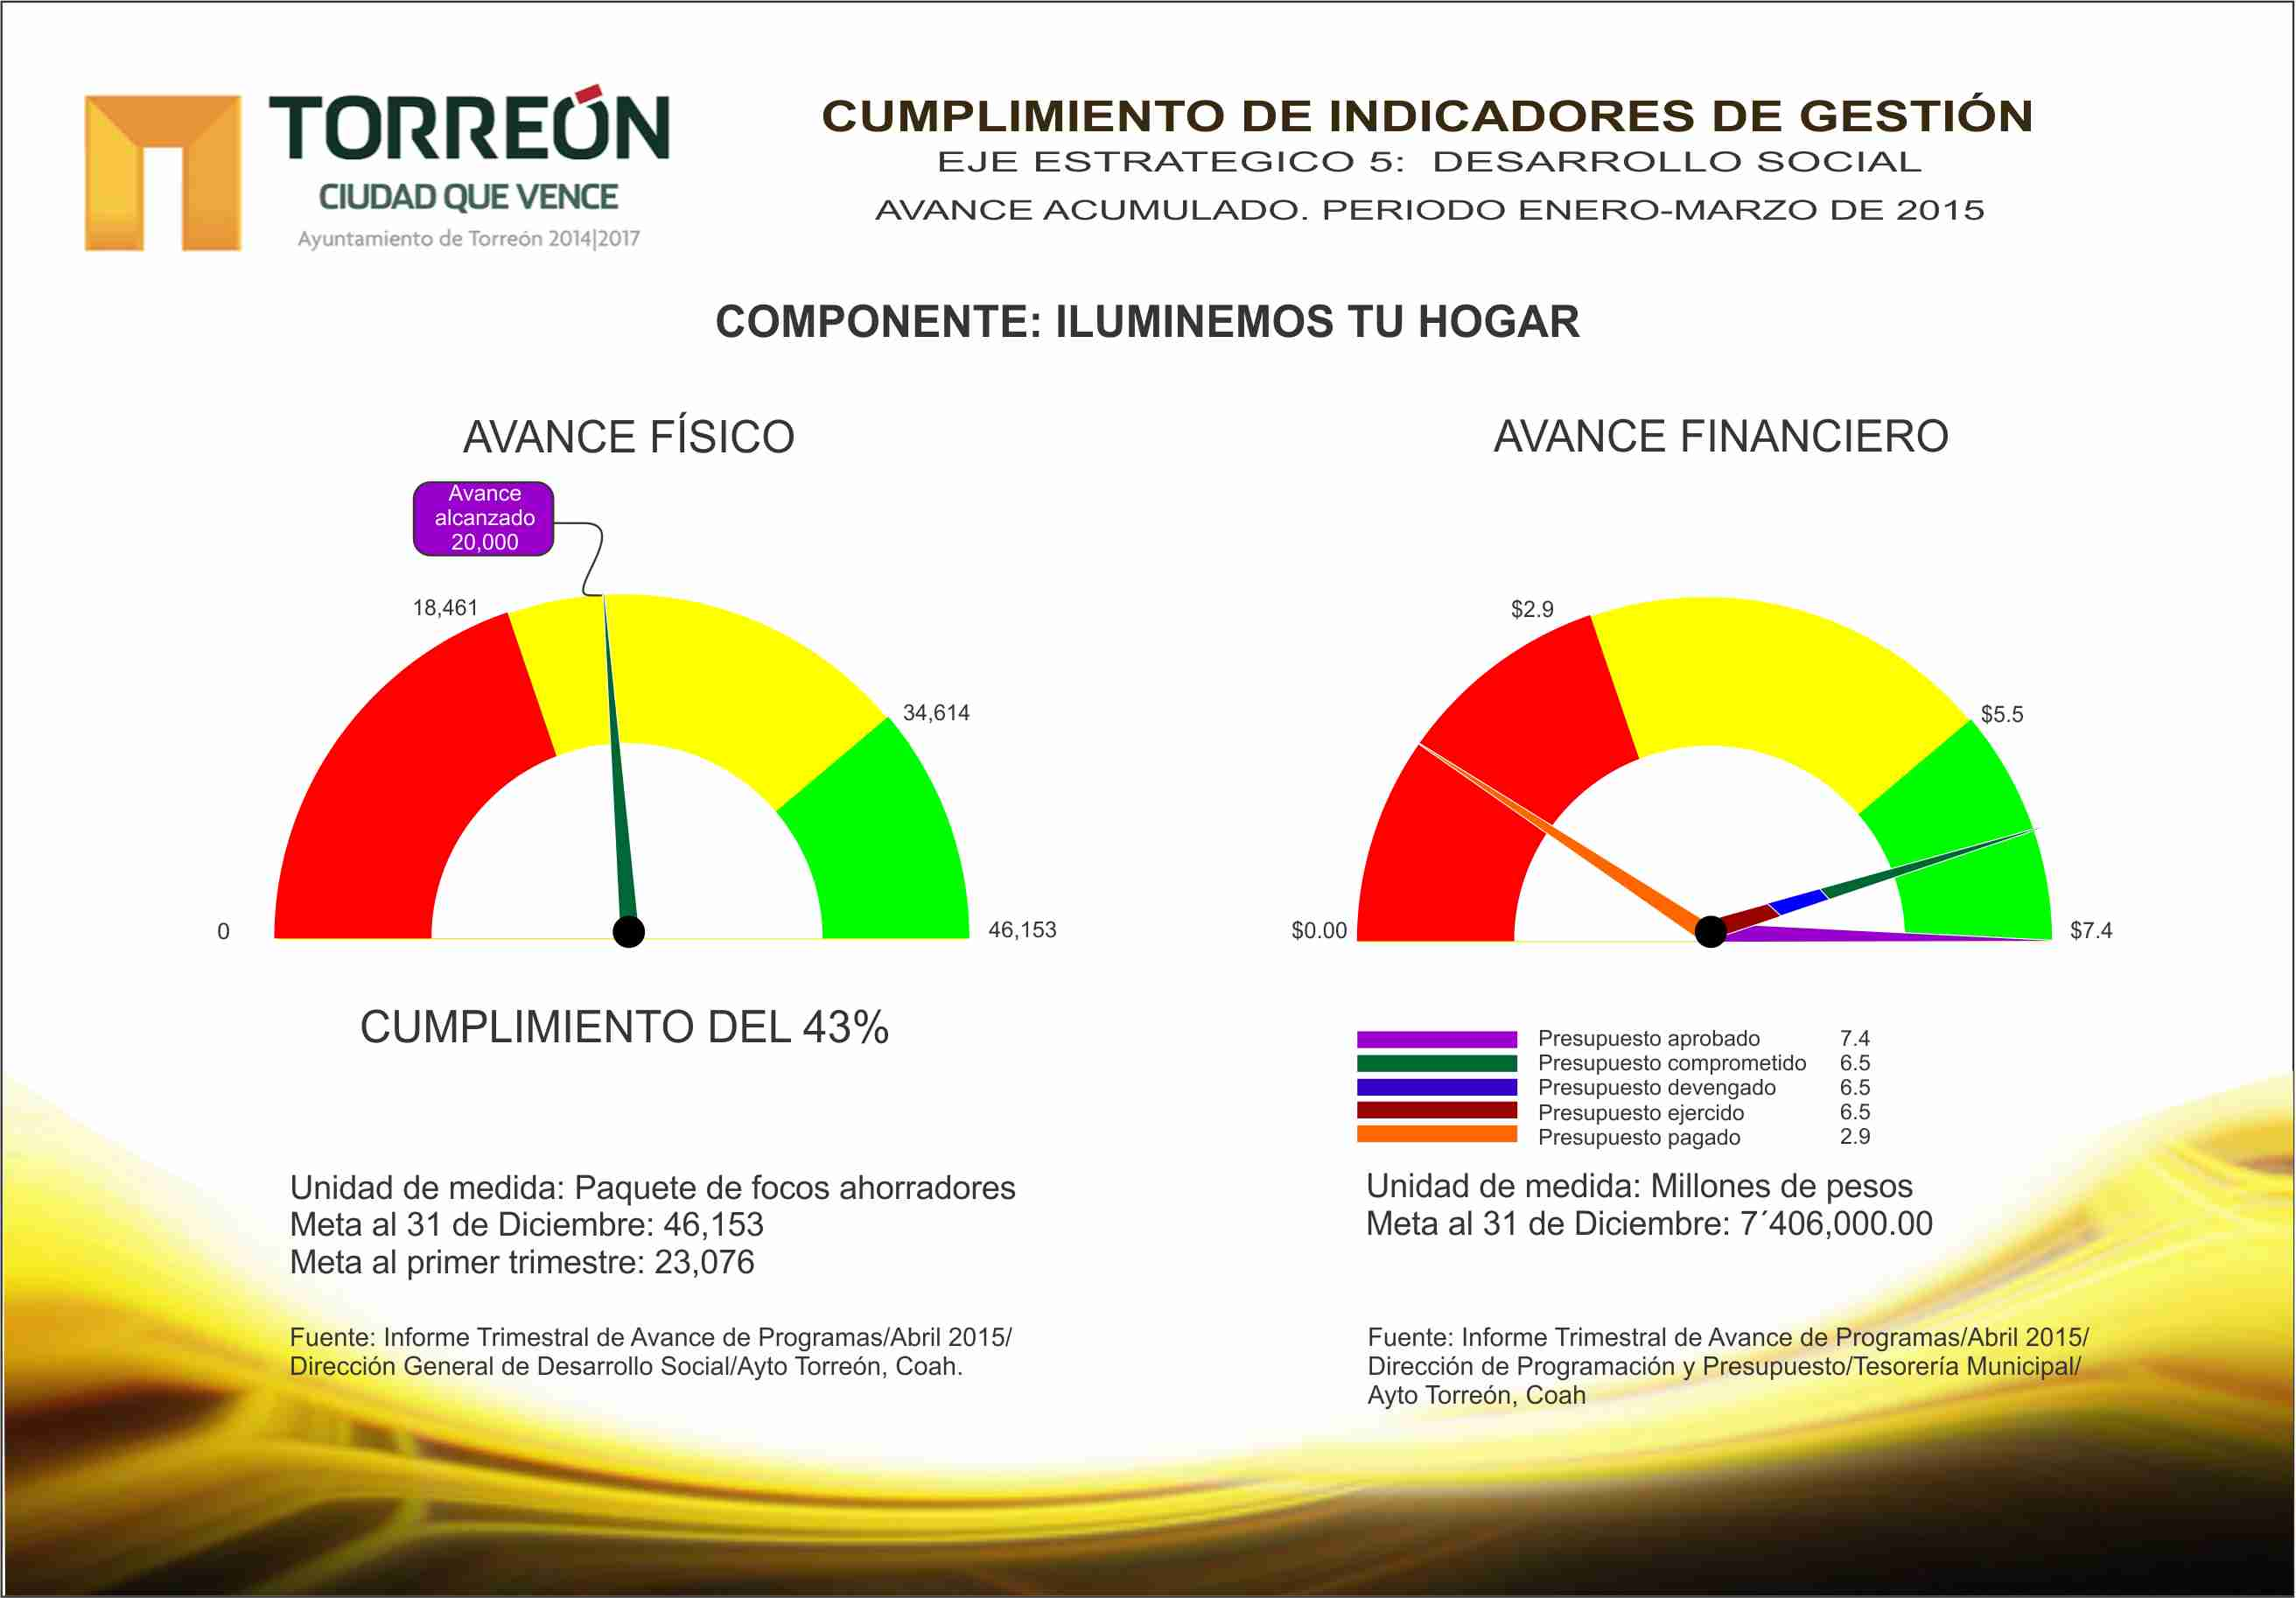 TORREÓN
CIUDAD QUE VENCE
Ayuntamiento de Torreón 2014|2017
CUMPLIMIENTO DE INDICADORES DE GESTIÓN
EJE ESTRATEGICO 5: DESARROLLO SOCIAL
AVANCE ACUMULADO. PERIODO ENERO-MARZO DE 2015
COMPONENTE: ILUMINEMOS TU HOGAR
AVANCE FÍSICO
Avance
alcanzado
20,000
18,461
34,614
0
46,153
CUMPLIMIENTO DEL 43%
Unidad de medida: Paquete de focos ahorradores
Meta al 31 de Diciembre: 46,153
Meta al primer trimestre: 23,076
Fuente: Informe Trimestral de Avance de Programas/Abril 2015/
Dirección General de Desarrollo Social/Ayto Torreón, Coah.
AVANCE FINANCIERO
$2.9
$5.5
$0.00
$7.4
Presupuesto aprobado 7.4
Presupuesto comprometido 6.5
Presupuesto devengado 6.5
Presupuesto ejercido 6.5
Presupuesto pagado 2.9
Unidad de medida: Millones de pesos
Meta al 31 de Diciembre: 7´406,000.00
Fuente: Informe Trimestral de Avance de Programas/Abril 2015/
Dirección de Programación y Presupuesto/Tesorería Municipal/
Ayto Torreón, Coah